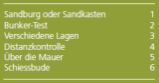 Sandburg oder Sandkasten 1
Bunker-Test 2
Verschiedene Lagen 3
Distanzkontrolle 4
Über die Mauer 5
Schiessbude 6